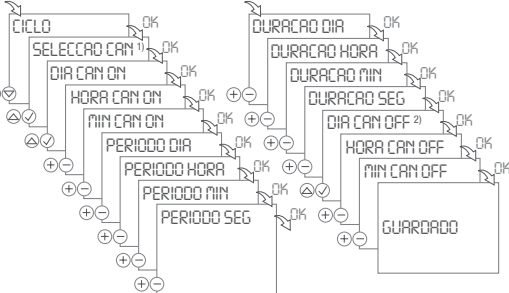 CICLO
OK
SELECCAO CAN 1)
OK
DIA CAN ON
OK
HORA CAN ON
OK
MIN CAN ON
OK
PERIODO DIA
OK
PERIODO HORA
OK
PERIODO MIN
OK
PERIODO SEG
OK
DURACAO DIA
OK
DURACAO HORA
OK
DURACAO MIN
OK
DURACAO SEG
OK
DIA CAN OFF 2)
OK
HORA CAN OFF
OK
MIN CAN OFF
OK
GUARDADO